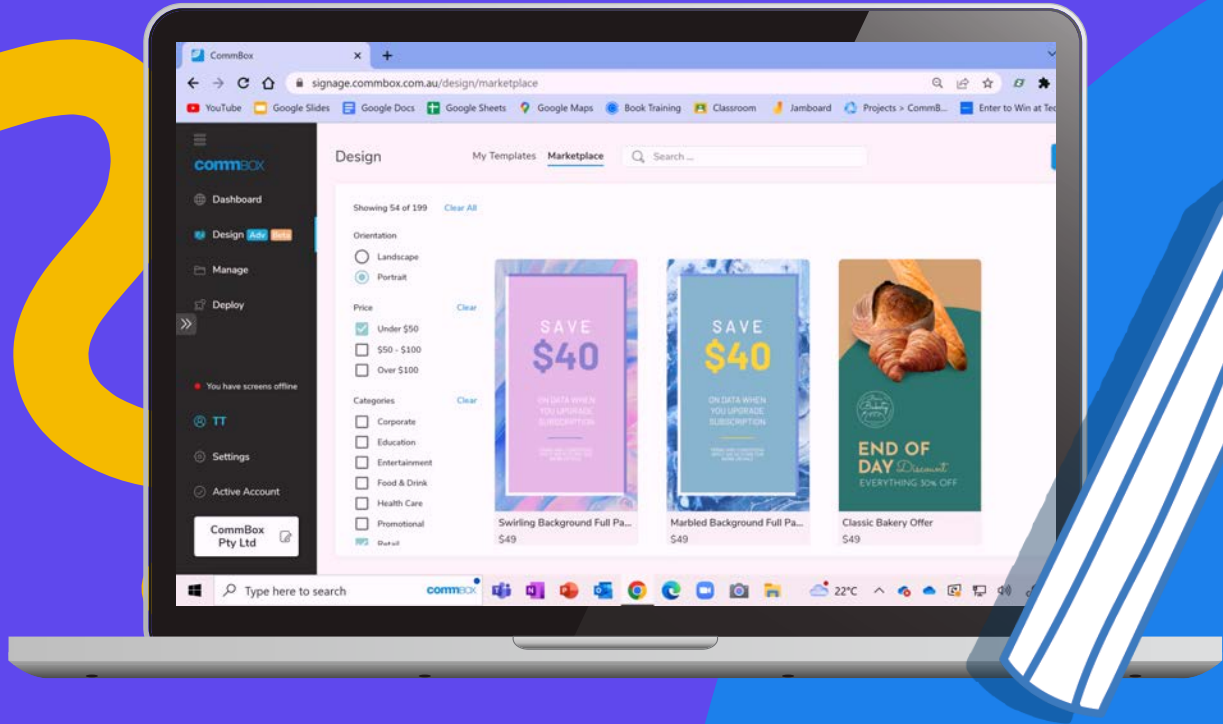 CommBox
signage.commbox.com.au/design/marketplace
YouTube Google Slides Google Docs Google Sheets Google Maps Book Training Classroom Jamboard Projects > CommB... Enter to Win at Tec
commBOX
Design My Templates Marketplace Search ...
Dashboard
Design Adv Beta
Manage
Deploy
You have screens offline
TT
Settings
Active Account
CommBox
Pty Ltd
Showing 54 of 199 Clear All
Orientation
Landscape
Portrait
Price Clear
Under $50
$50 - $100
Over $100
Categories Clear
Corporate
Education
Entertainment
Food & Drink
Health Care
Promotional
Retail
SAVE
$40
ON DATA WHEN
YOU UPGRADE
SUBSCRIPTION
Swirling Background Full Pa...
$49
SAVE
$40
ON DATA WHEN
YOU UPGRADE
SUBSCRIPTION
Marbled Background Full Pa...
$49
Bakery
END OF
DAY Discount
EVERYTHING 30% OFF
Classic Bakery Offer
$49
Type here to search commBOX 22°C